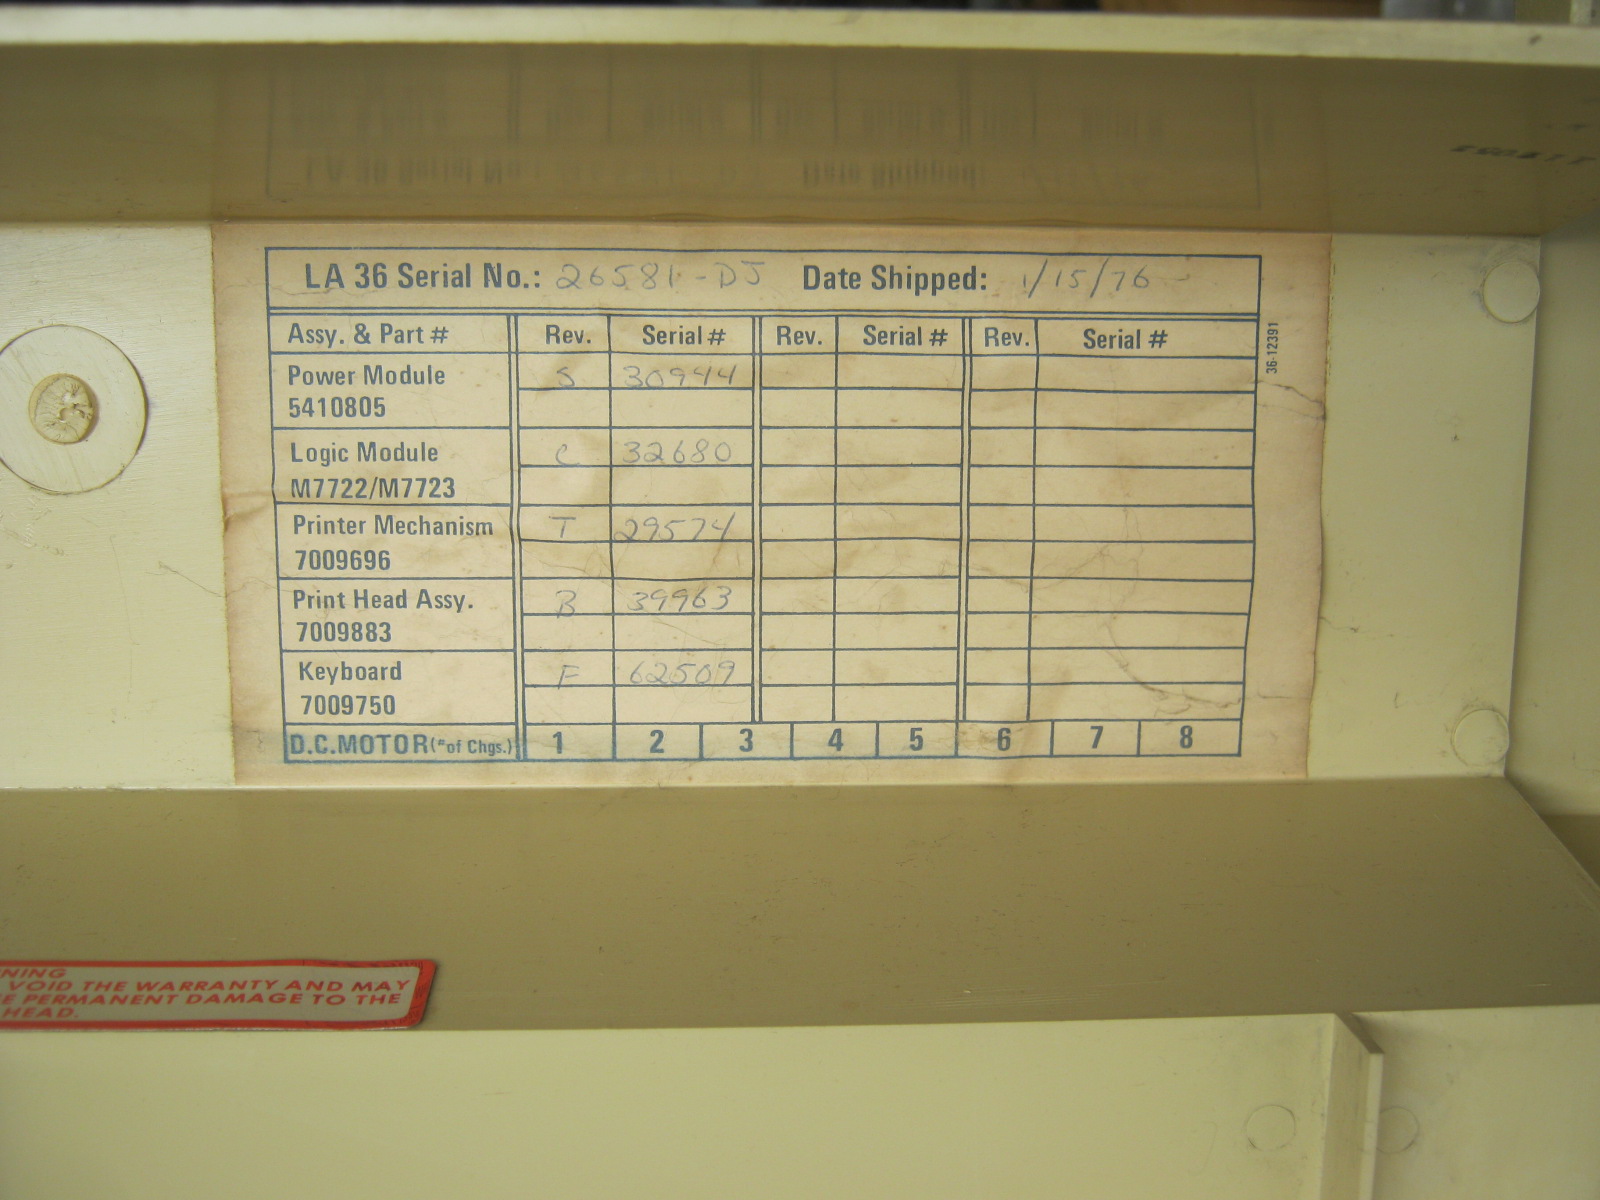 LA 36 Serial No.: 26581-DJ Date Shipped: 1/15/76
Assy. & Part # Rev. Serial # Rev. Serial # Rev. Serial #
36-12391
Power Module S 30944
5410805
Logic Module C 32680
M7722/M7723
Printer Mechanism T 29574
7009696
Print Head Assy. B 39963
7009883
Keyboard F 62509
7009750
D.C.MOTOR(# of Chgs.) 1 2 3 4 5 6 7 8
NING
VOID THE WARRANTY AND MAY
E PERMANENT DAMAGE TO THE
HEAD.